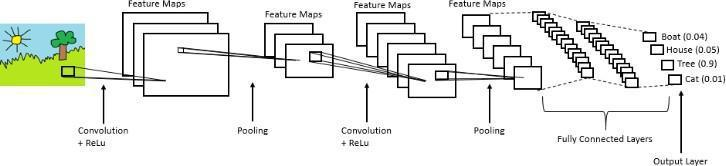 Feature Maps
Feature Maps
Feature Maps
Feature Maps
Boat (0.04)
House (0.05)
Tree (0.9)
Cat (0.01)
Convolution
+ ReLu
Pooling
Convolution
+ ReLu
Pooling
Fully Connected Layers
Output Layer